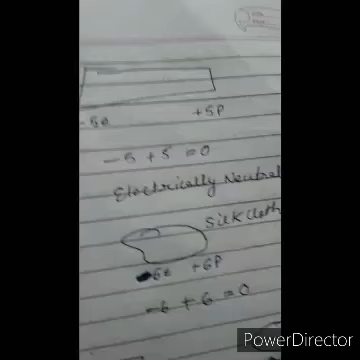 -5e +5P
-5 +5 =0
Electrically Neutral
Silk Cloth
-6e +6P
-6 +6 =0
PowerDirector